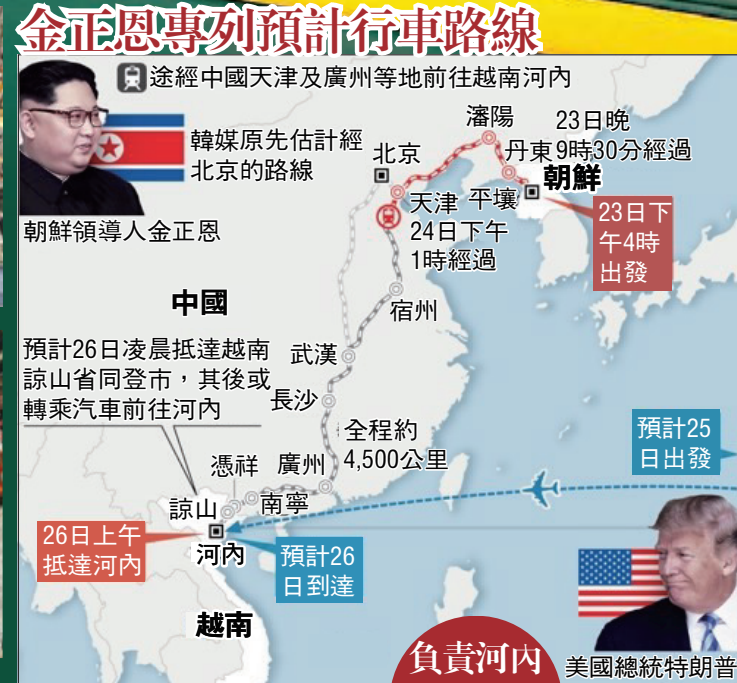 金正恩專列預計行車路線
途經中國天津及廣州等地前往越南河內
韓媒原先估計經
北京的路線
朝鮮領導人金正恩
北京
瀋陽
23日晚
9時30分經過
丹東
朝鮮
平壤
23日下
午4時
出發
天津
24日下午
1時經過
中國
宿州
預計26日凌晨抵達越南
諒山省同登市，其後或
轉乘汽車前往河內
武漢
長沙
全程約
4,500公里
預計25
日出發
憑祥
廣州
諒山
南寧
26日上午
抵達河內
河內
預計26
日到達
越南
負責河內
美國總統特朗普